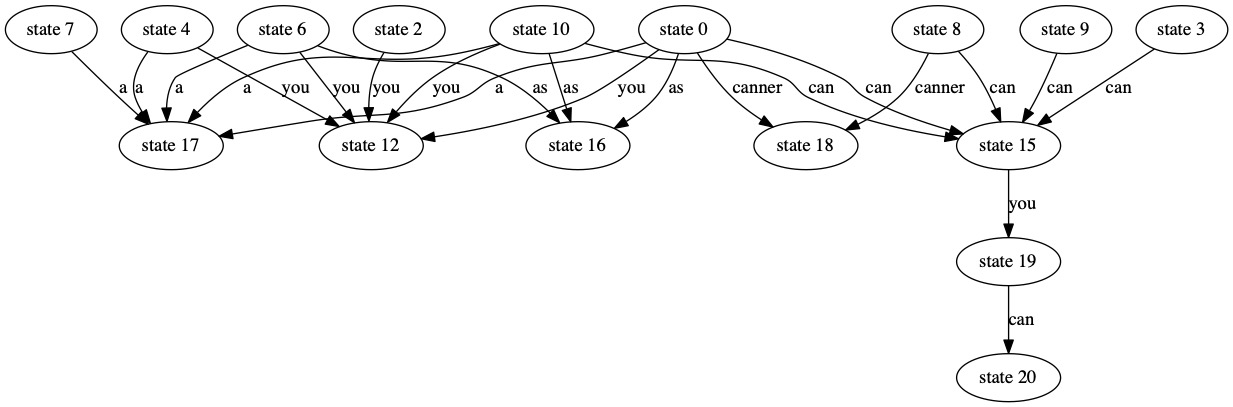 state 7 state 4 state 6 state 2 state 10 state 0 state 8 state 9 state 3
a a a you you you a you as as a you as canner canner can can can can can
state 17 state 12 state 16 state 18 state 15
you
state 19
can
state 20